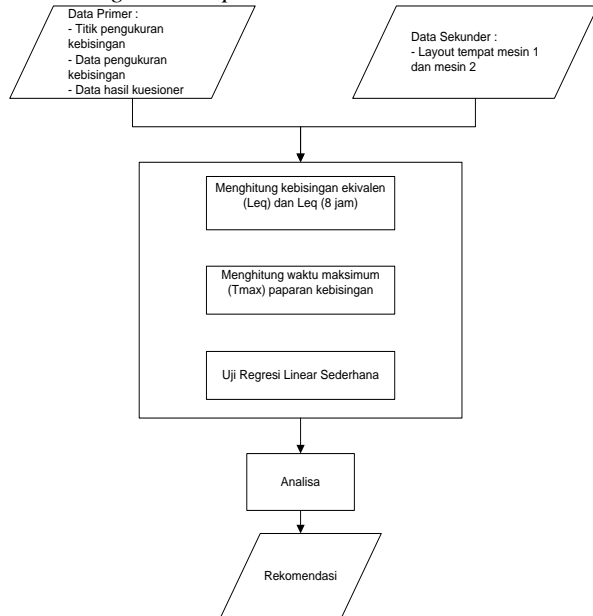 Data Primer :
- Titik pengukuran
kebisingan
- Data pengukuran
kebisingan
- Data hasil kuesioner
Data Sekunder :
- Layout tempat mesin 1
dan mesin 2
Menghitung kebisingan ekivalen
(Leq) dan Leq (8 jam)
Menghitung waktu maksimum
(Tmax) paparan kebisingan
Uji Regresi Linear Sederhana
Analisa
Rekomendasi